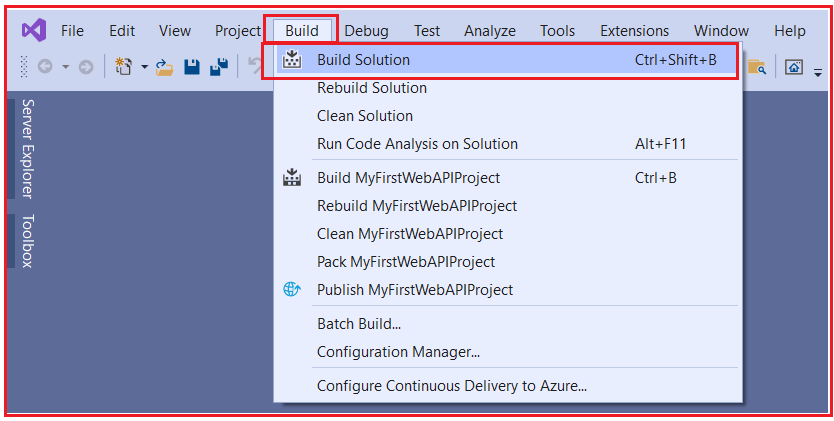 File Edit View Project Build Debug Test Analyze Tools Extensions Window Help
Build Solution Ctrl+Shift+B
Rebuild Solution
Clean Solution
Run Code Analysis on Solution Alt+F11
Build MyFirstWebAPIProject Ctrl+B
Rebuild MyFirstWebAPIProject
Clean MyFirstWebAPIProject
Pack MyFirstWebAPIProject
Publish MyFirstWebAPIProject
Batch Build...
Configuration Manager...
Configure Continuous Delivery to Azure...
Server Explorer
Toolbox